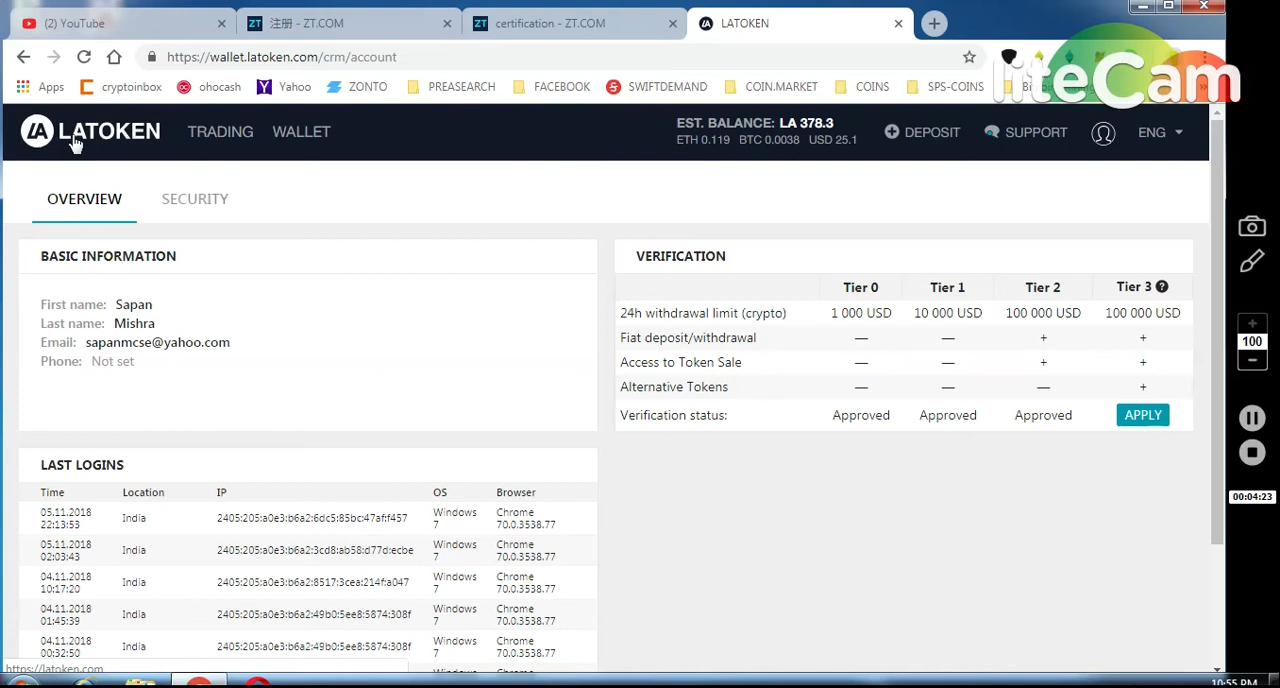 (2) YouTube
ZT 注册 - ZT.COM
ZT certification - ZT.COM
LATOKEN
https://wallet.latoken.com/crm/account
Apps cryptoinbox ohocash Yahoo ZONTO PREASEARCH FACEBOOK SWIFTDEMAND COIN.MARKET COINS SPS-COINS
liteCam
LATOKEN TRADING WALLET
EST. BALANCE: LA 378.3
ETH 0.119 BTC 0.0038 USD 25.1
DEPOSIT SUPPORT ENG
OVERVIEW SECURITY
BASIC INFORMATION
First name: Sapan
Last name: Mishra
Email: sapanmcse@yahoo.com
Phone: Not set
VERIFICATION
Tier 0 Tier 1 Tier 2 Tier 3 ?
24h withdrawal limit (crypto) 1 000 USD 10 000 USD 100 000 USD 100 000 USD
Fiat deposit/withdrawal — — + +
Access to Token Sale — — + +
Alternative Tokens — — — +
Verification status: Approved Approved Approved APPLY
LAST LOGINS
Time Location IP OS Browser
05.11.2018 22:13:53 India 2405:205:a0e3:b6a2:6dc5:85bc:47af:f457 Windows 7 Chrome 70.0.3538.77
05.11.2018 02:03:43 India 2405:205:a0e3:b6a2:3cd8:ab58:d77d:ecbe Windows 7 Chrome 70.0.3538.77
04.11.2018 10:17:20 India 2405:205:a0e3:b6a2:8517:3cea:214f:a047 Windows 7 Chrome 70.0.3538.77
04.11.2018 01:45:39 India 2405:205:a0e3:b6a2:49b0:5ee8:5874:308f Windows 7 Chrome 70.0.3538.77
04.11.2018 00:32:50 India 2405:205:a0e3:b6a2:49b0:5ee8:5874:308f Windows 7 Chrome 70.0.3538.77
https://latoken.com
100
00:04:23
10:55 PM